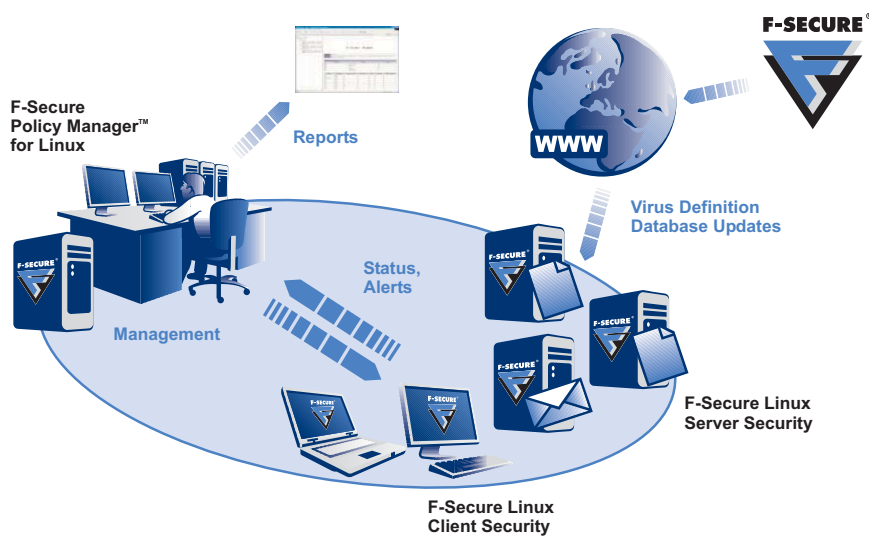 F-SECURE®
F-Secure
Policy Manager™
for Linux
Reports
WWW
Virus Definition
Database Updates
F-SECURE®
F-SECURE®
Status,
Alerts
F-SECURE®
Management
F-SECURE®
F-SECURE®
F-SECURE®
F-Secure Linux
Server Security
F-Secure Linux
Client Security